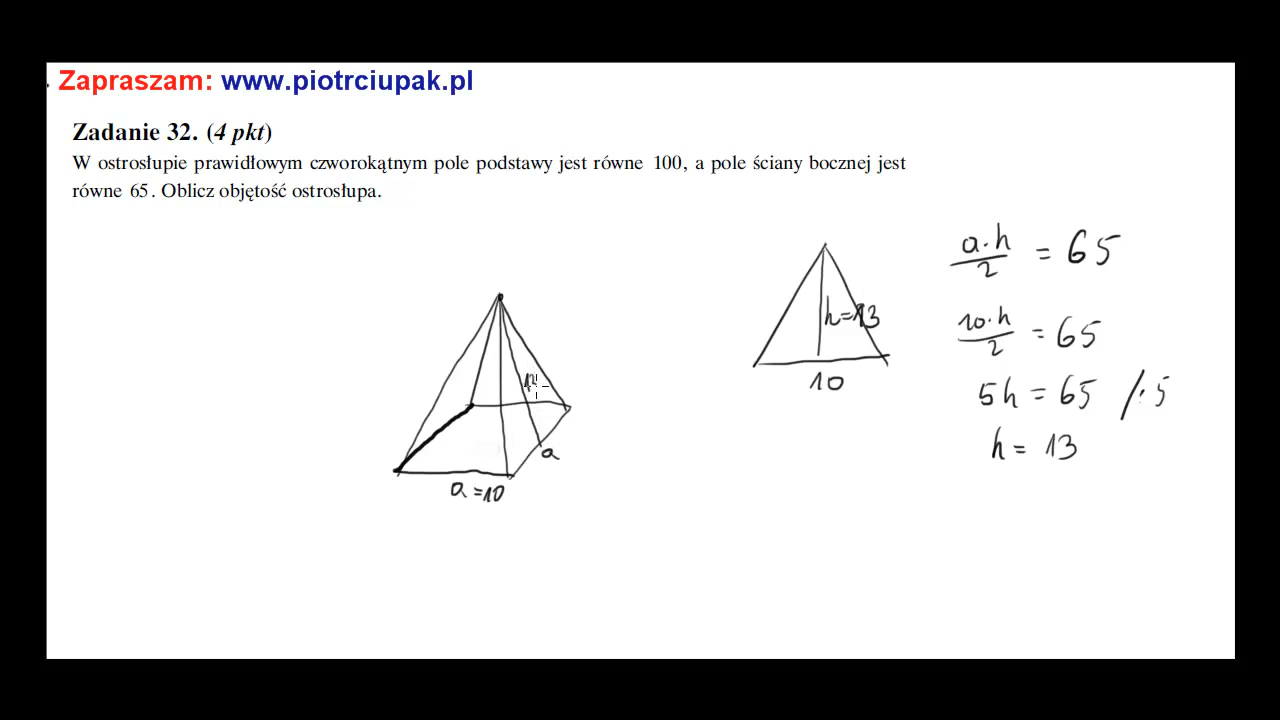 Zapraszam: www.piotrciupak.pl
Zadanie 32. (4 pkt)
W ostrosłupie prawidłowym czworokątnym pole podstawy jest równe 100, a pole ściany bocznej jest
równe 65. Oblicz objętość ostrosłupa.
a
a = 10
h = 13
10
a·h/2 = 65
10·h/2 = 65
5h = 65 /:5
h = 13